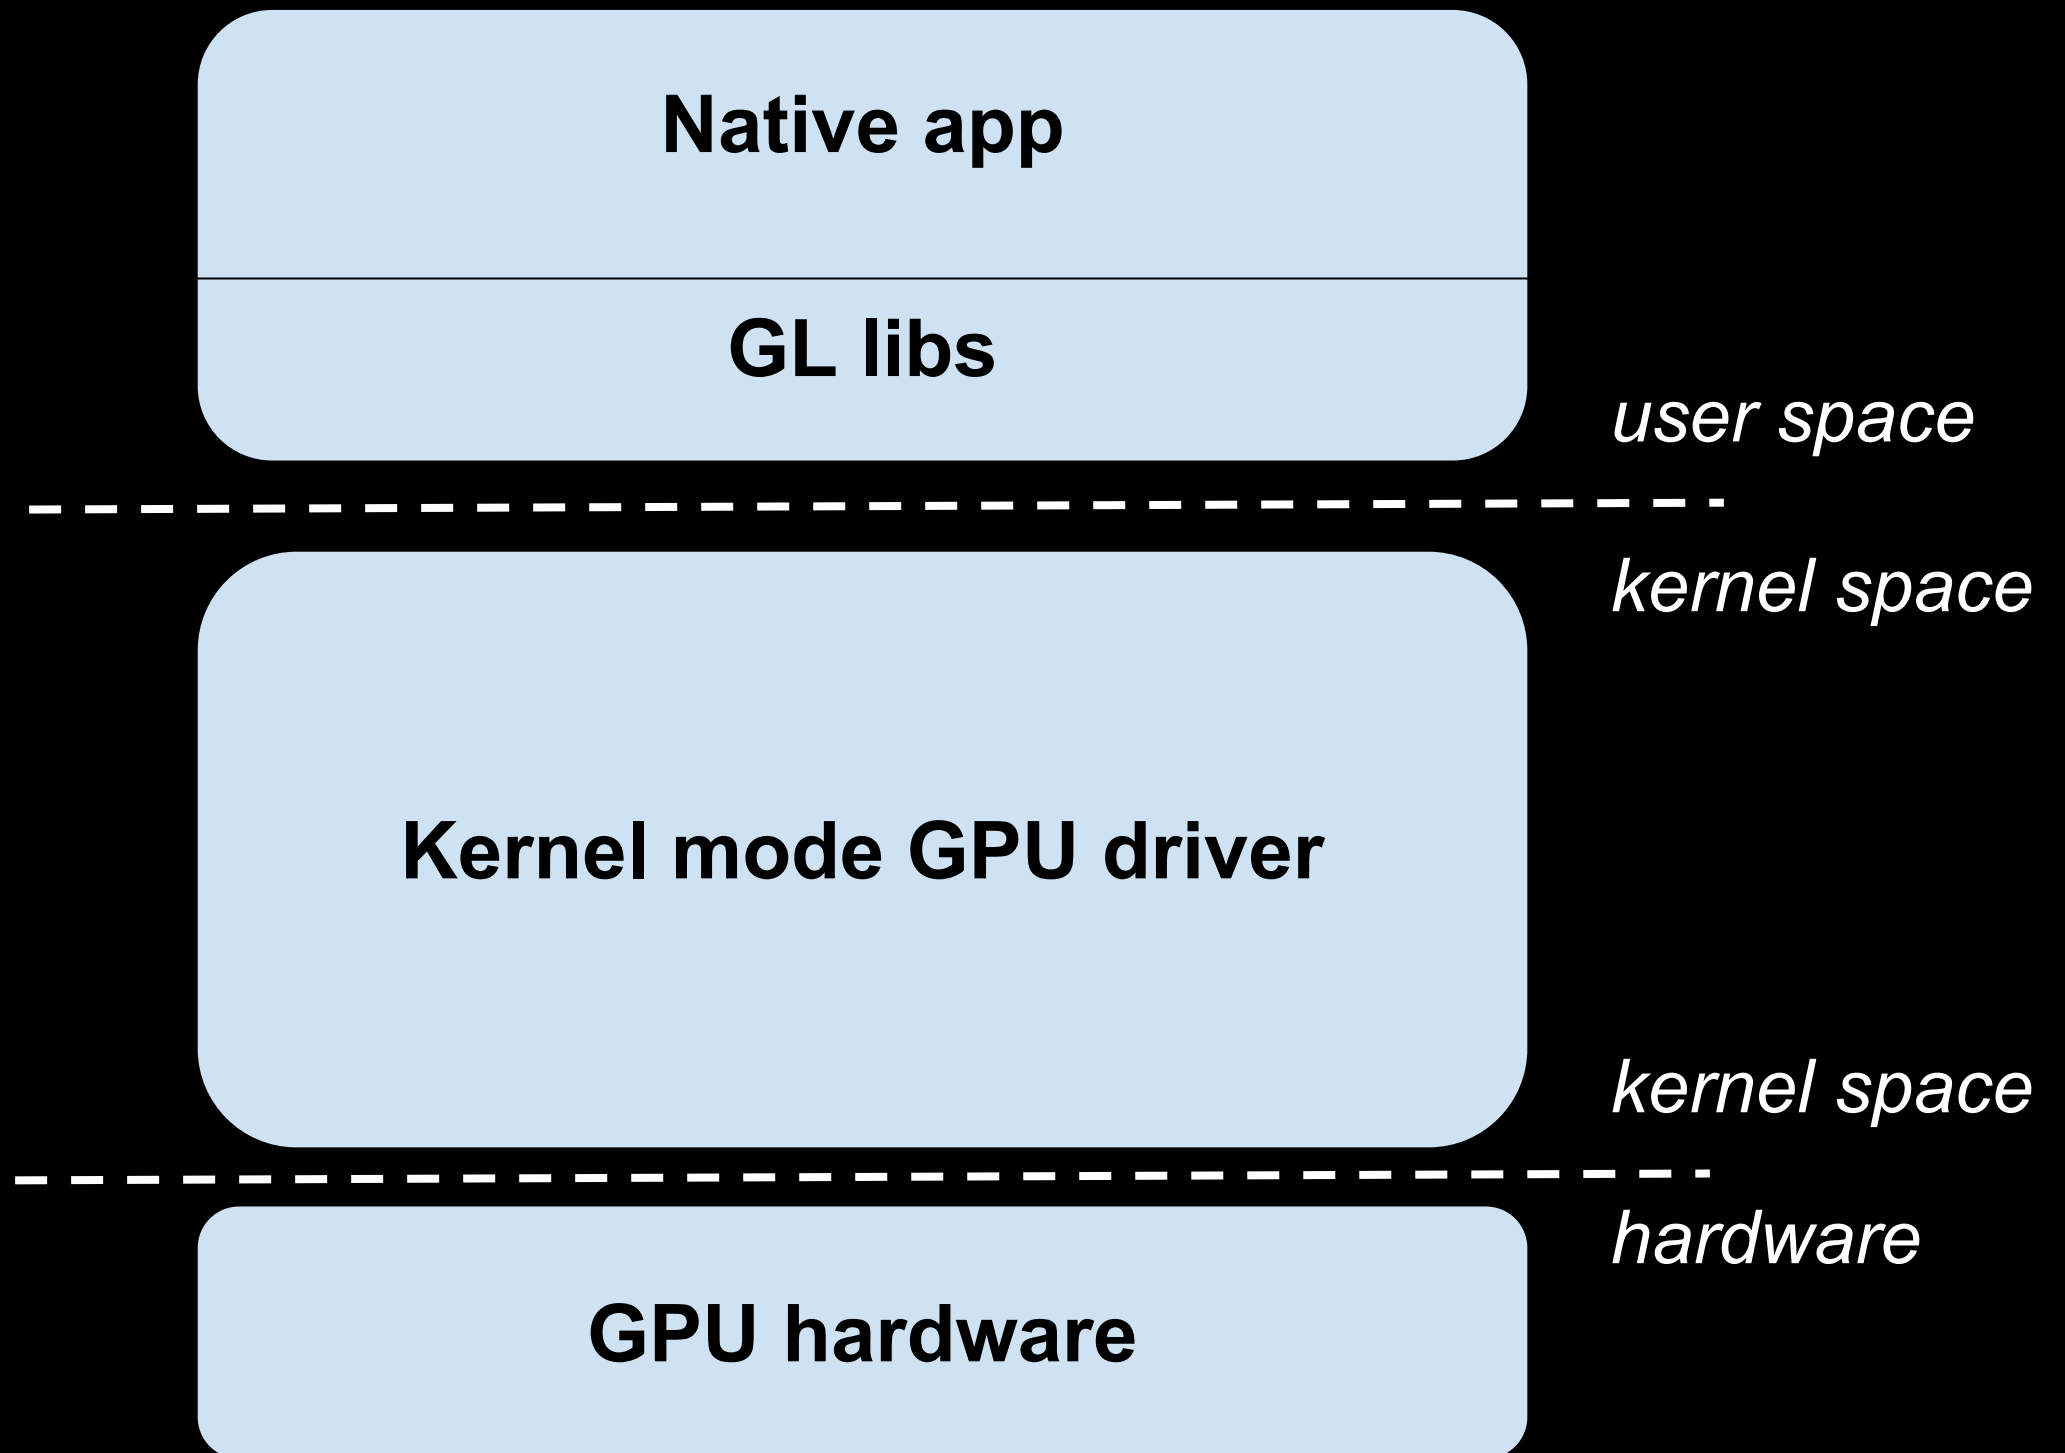 Native app
GL libs
user space
kernel space
Kernel mode GPU driver
kernel space
hardware
GPU hardware